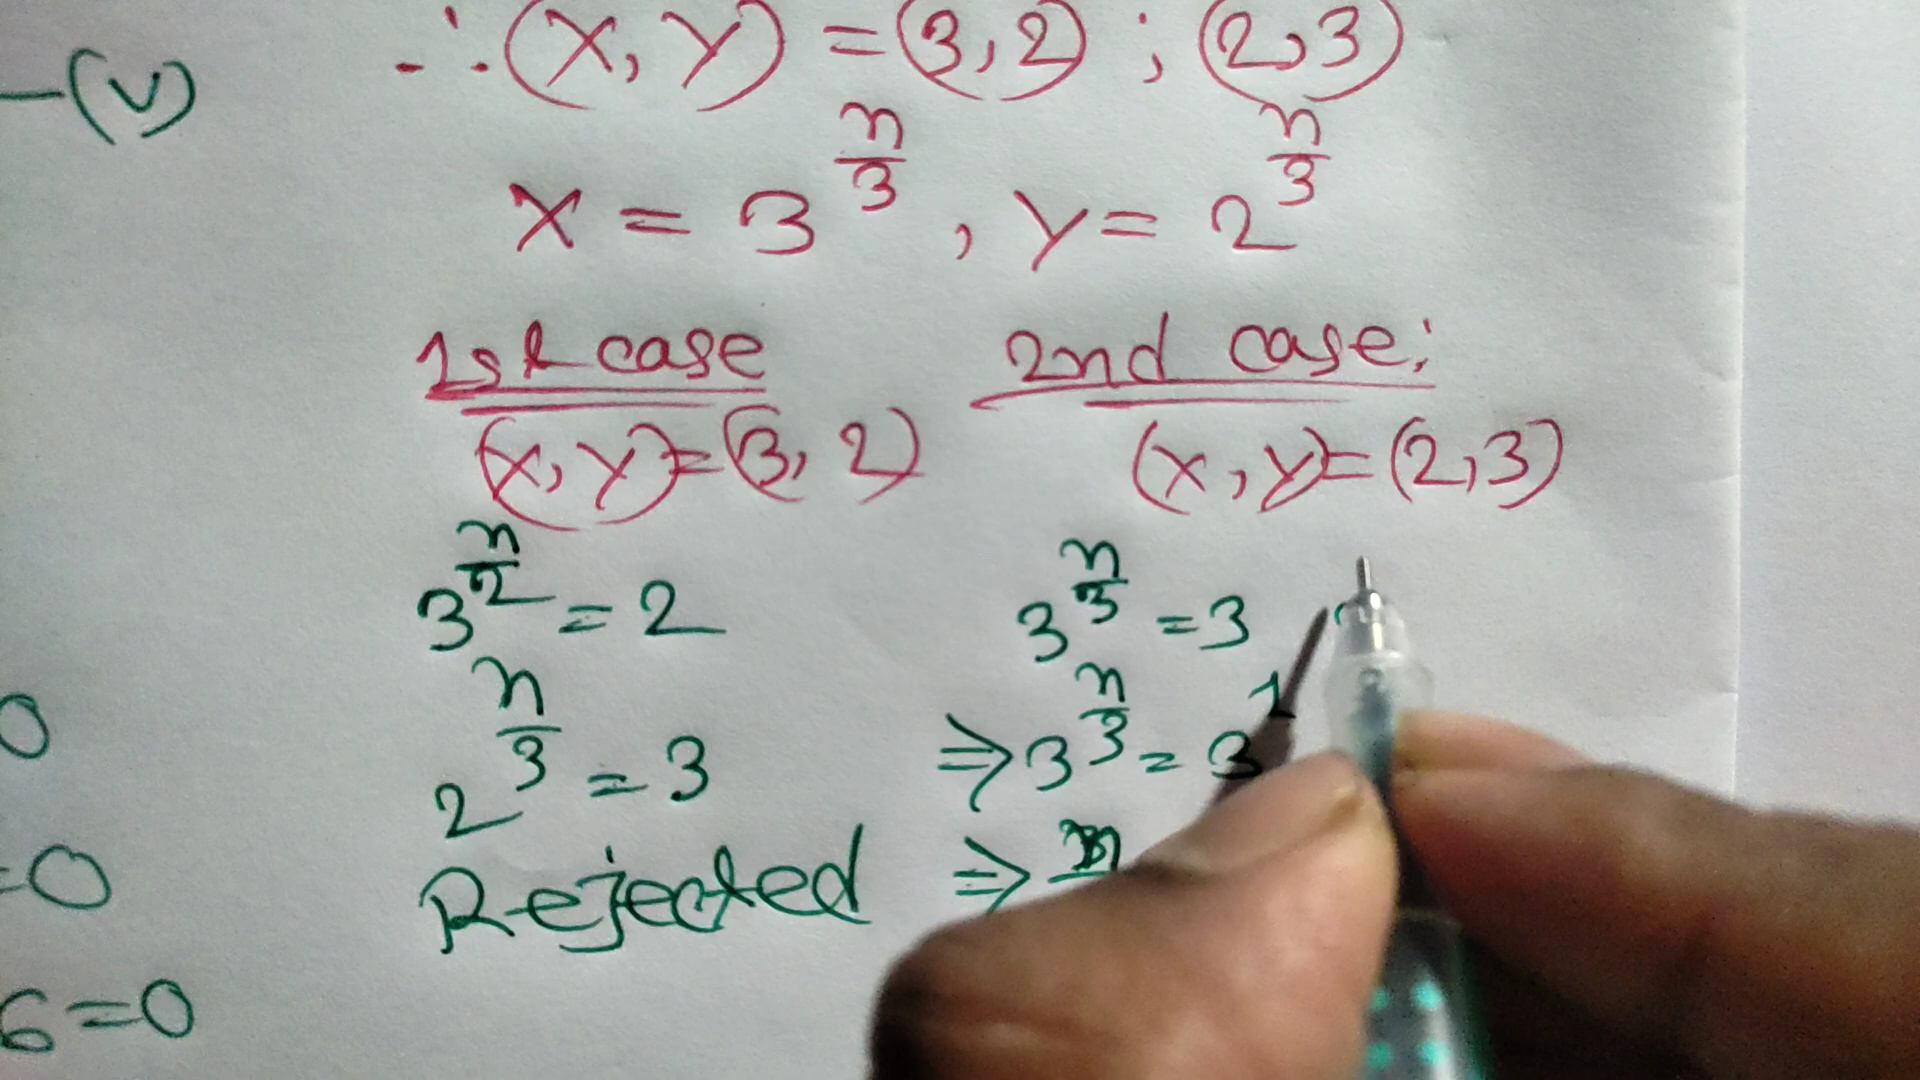 —(v)
∴ (x, y) = (3, 2) ; (2, 3)
x = 3^(n/3), y = 2^(n/3)
1st case
2nd case:
(x, y) = (3, 2)
(x, y) = (2, 3)
3^(n/2) = 2
3^(n/3) = 3
2^(n/3) = 3
⇒ 3^(n/3) = 3^1
0
Rejected
⇒ n
=0
6=0